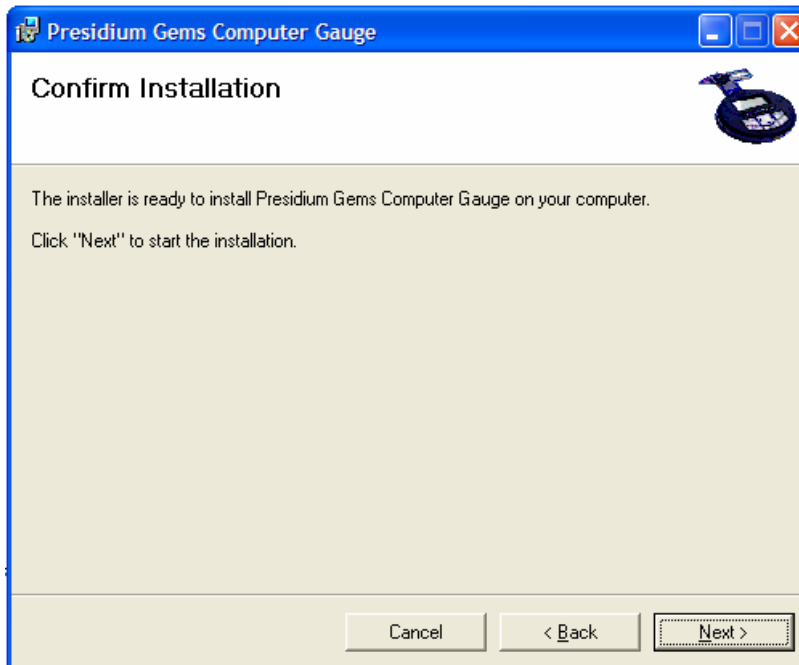 Presidium Gems Computer Gauge
Confirm Installation
The installer is ready to install Presidium Gems Computer Gauge on your computer.
Click "Next" to start the installation.
Cancel
< Back
Next >